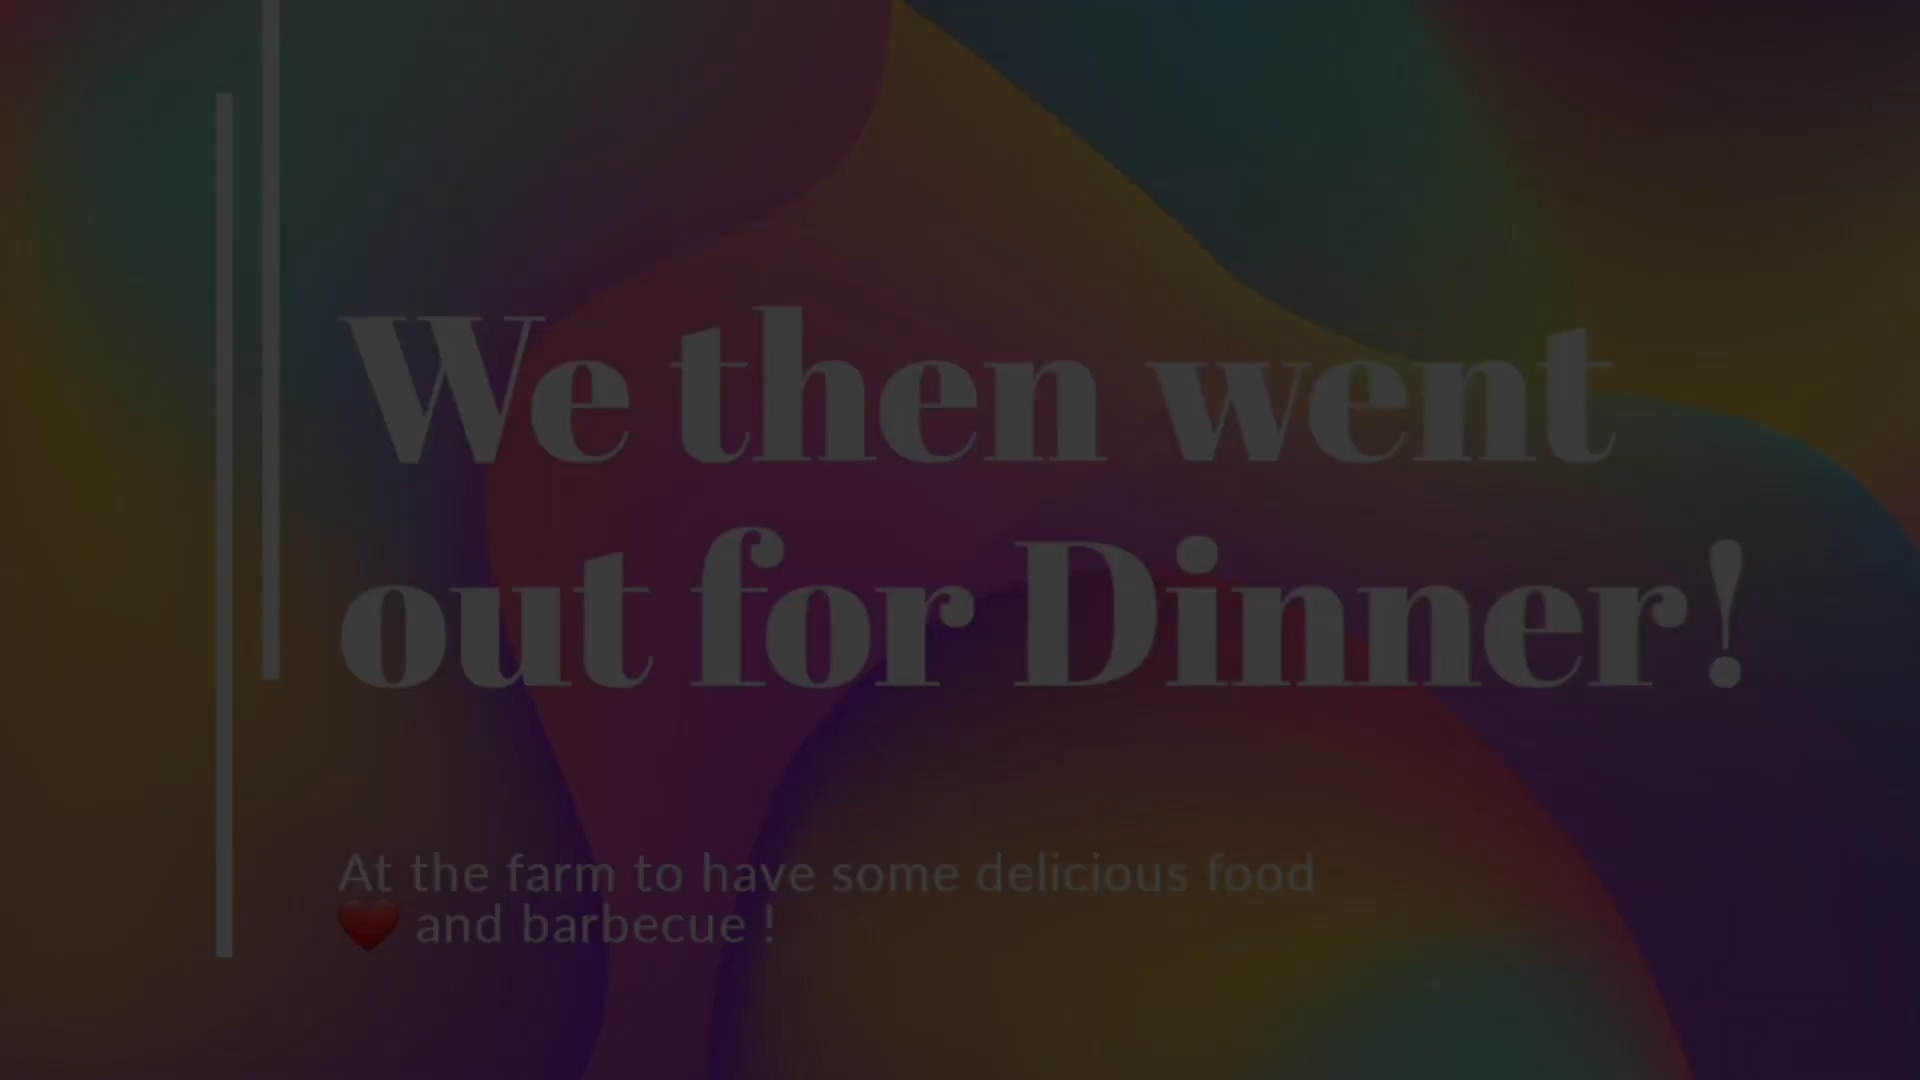 We then went
out for Dinner!
At the farm to have some delicious food
❤️ and barbecue !